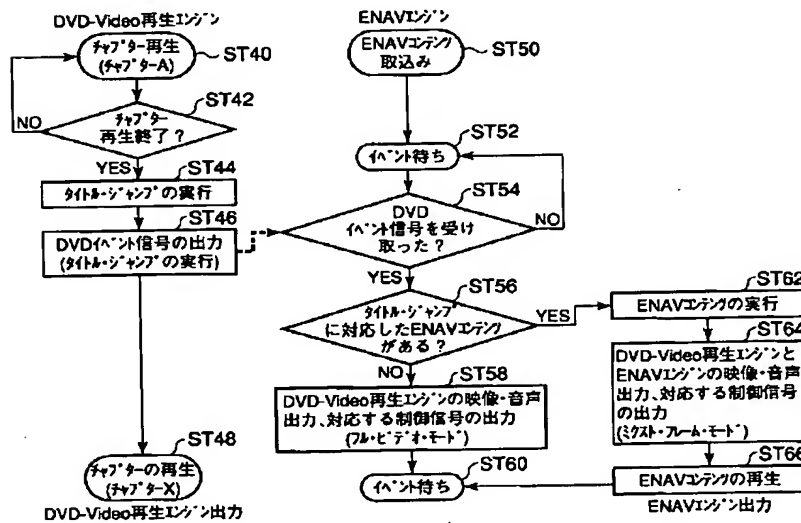 DVD-Video再生エンジン
チャプター再生
(チャプターA)
ST40
チャプター
再生終了?
ST42
NO
YES
ST44
タイトル・ジャンプの実行
ST46
DVDイベント信号の出力
(タイトル・ジャンプの実行)
ST48
チャプターの再生
(チャプターX)
DVD-Video再生エンジン出力
ENAVエンジン
ENAVコンテンツ
取込み
ST50
ST52
イベント待ち
ST54
DVD
イベント信号を受け
取った?
NO
YES
ST56
タイトル・ジャンプ
に対応したENAVコンテンツ
がある?
YES
NO
ST58
DVD-Video再生エンジンの映像・音声
出力、対応する制御信号の出力
(フル・ビデオ・モード)
ST60
イベント待ち
ST62
ENAVコンテンツの実行
ST64
DVD-Video再生エンジンと
ENAVエンジンの映像・音声
出力、対応する制御信号
の出力
(ミクスト・フレーム・モード)
ST66
ENAVコンテンツの再生
ENAVエンジン出力